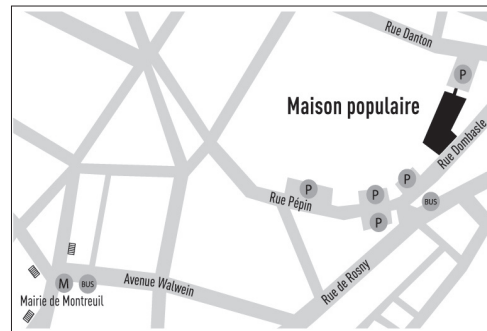 Rue Danton
P
Maison populaire
Rue Dombasle
P
P
P
P
BUS
Rue Pépin
Rue de Rosny
M
BUS
Avenue Walwein
Mairie de Montreuil